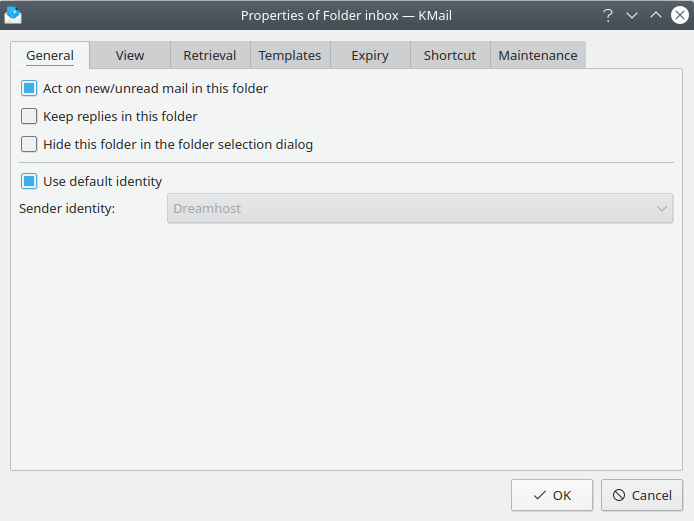 Properties of Folder inbox — KMail
General View Retrieval Templates Expiry Shortcut Maintenance
Act on new/unread mail in this folder
Keep replies in this folder
Hide this folder in the folder selection dialog
Use default identity
Sender identity: Dreamhost
OK Cancel